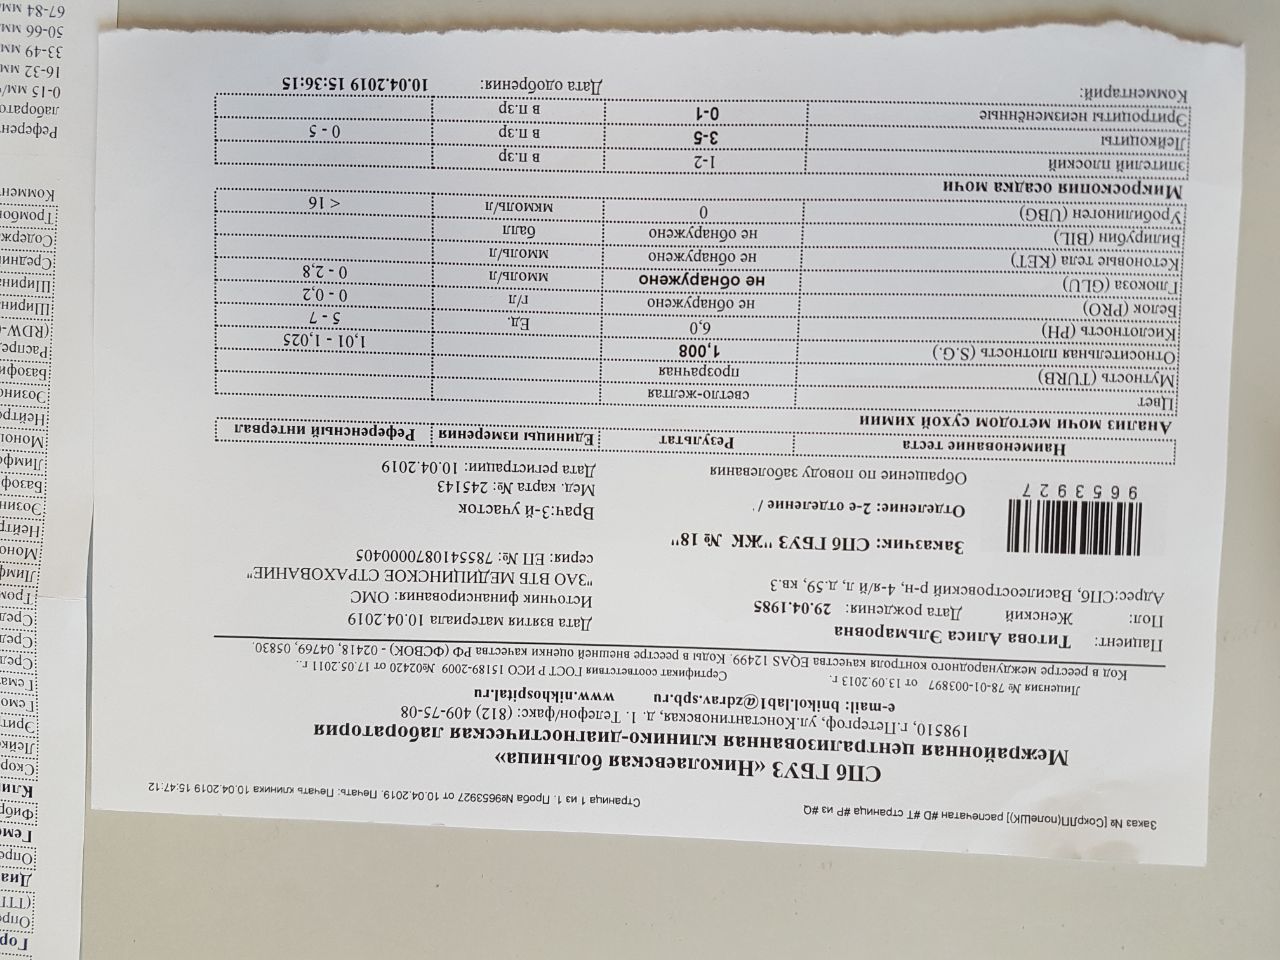 Заказ № [СокрЛП(полеШК)] распечатан #D #T страница #P из #Q
Страница 1 из 1. Проба №9653927 от 10.04.2019. Печать: Печать клиника 10.04.2019 15:47:12
СПб ГБУЗ «Николаевская больница»
Межрайонная централизованная клинико-диагностическая лаборатория
198510, г.Петергоф, ул.Константиновская, д. 1. Телефон/факс: (812) 409-75-08
e-mail: bnikol.lab1@zdrav.spb.ru www.nikhospital.ru
Лицензия № 78-01-003897 от 13.09.2013 г. Сертификат соответствия ГОСТ Р ИСО 15189-2009 №02420 от 17.05.2011 г..
Код в реестре международного контроля качества EQAS 12499. Коды в реестре внешней оценки качества РФ (ФСВОК) - 02418, 04769, 05830.
Пациент: Титова Алиса Эльмаровна
Дата взятия материала 10.04.2019
Пол: Женский Дата рождения: 29.04.1985
Источник финансирования: ОМС
Адрес:СПб, Василеостровский р-н, 4-я/й л, д.59, кв.3
"ЗАО ВТБ МЕДИЦИНСКОЕ СТРАХОВАНИЕ"
серия: ЕП №: 7855410870000405
Заказчик: СПб ГБУЗ "ЖК № 18"
Врач:3-й участок
Отделение: 2-е отделение /
Мед. карта №: 245143
9653927
Обращение по поводу заболевания
Дата регистрации: 10.04.2019
Наименование теста Результат Единицы измерения Референсный интервал
Анализ мочи методом сухой химии
Цвет светло-желтая
Мутность (TURB) прозрачная
Относительная плотность (S.G.) 1,008 1,01 - 1,025
Кислотность (PH) 6,0 Ед. 5 - 7
Белок (PRO) не обнаружено г/л 0 - 0,2
Глюкоза (GLU) не обнаружено ммоль/л 0 - 2,8
Кетоновые тела (KET) не обнаружено ммоль/л
Билирубин (BIL) не обнаружено балл
Уробилиноген (UBG) 0 мкмоль/л < 16
Микроскопия осадка мочи
эпителий плоский 1-2 в п.зр
Лейкоциты 3-5 в п.зр 0 - 5
Эритроциты неизменённые 0-1 в п.зр
Комментарий:
Дата одобрения: 10.04.2019 15:36:15